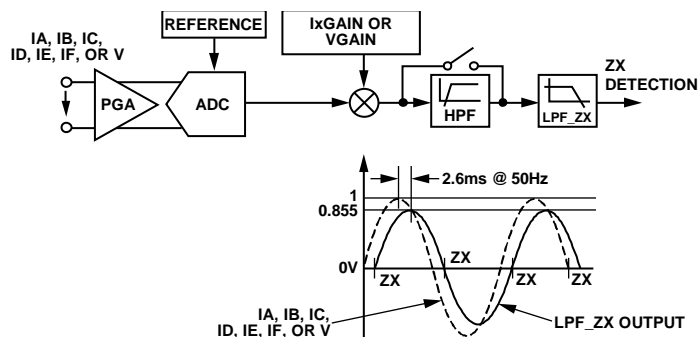 REFERENCE
IxGAIN OR
VGAIN
IA, IB, IC,
ID, IE, IF, OR V
PGA
ADC
HPF
LPF_ZX
ZX
DETECTION
2.6ms @ 50Hz
1
0.855
0V
ZX
ZX
ZX
ZX
IA, IB, IC,
ID, IE, IF, OR V
LPF_ZX OUTPUT